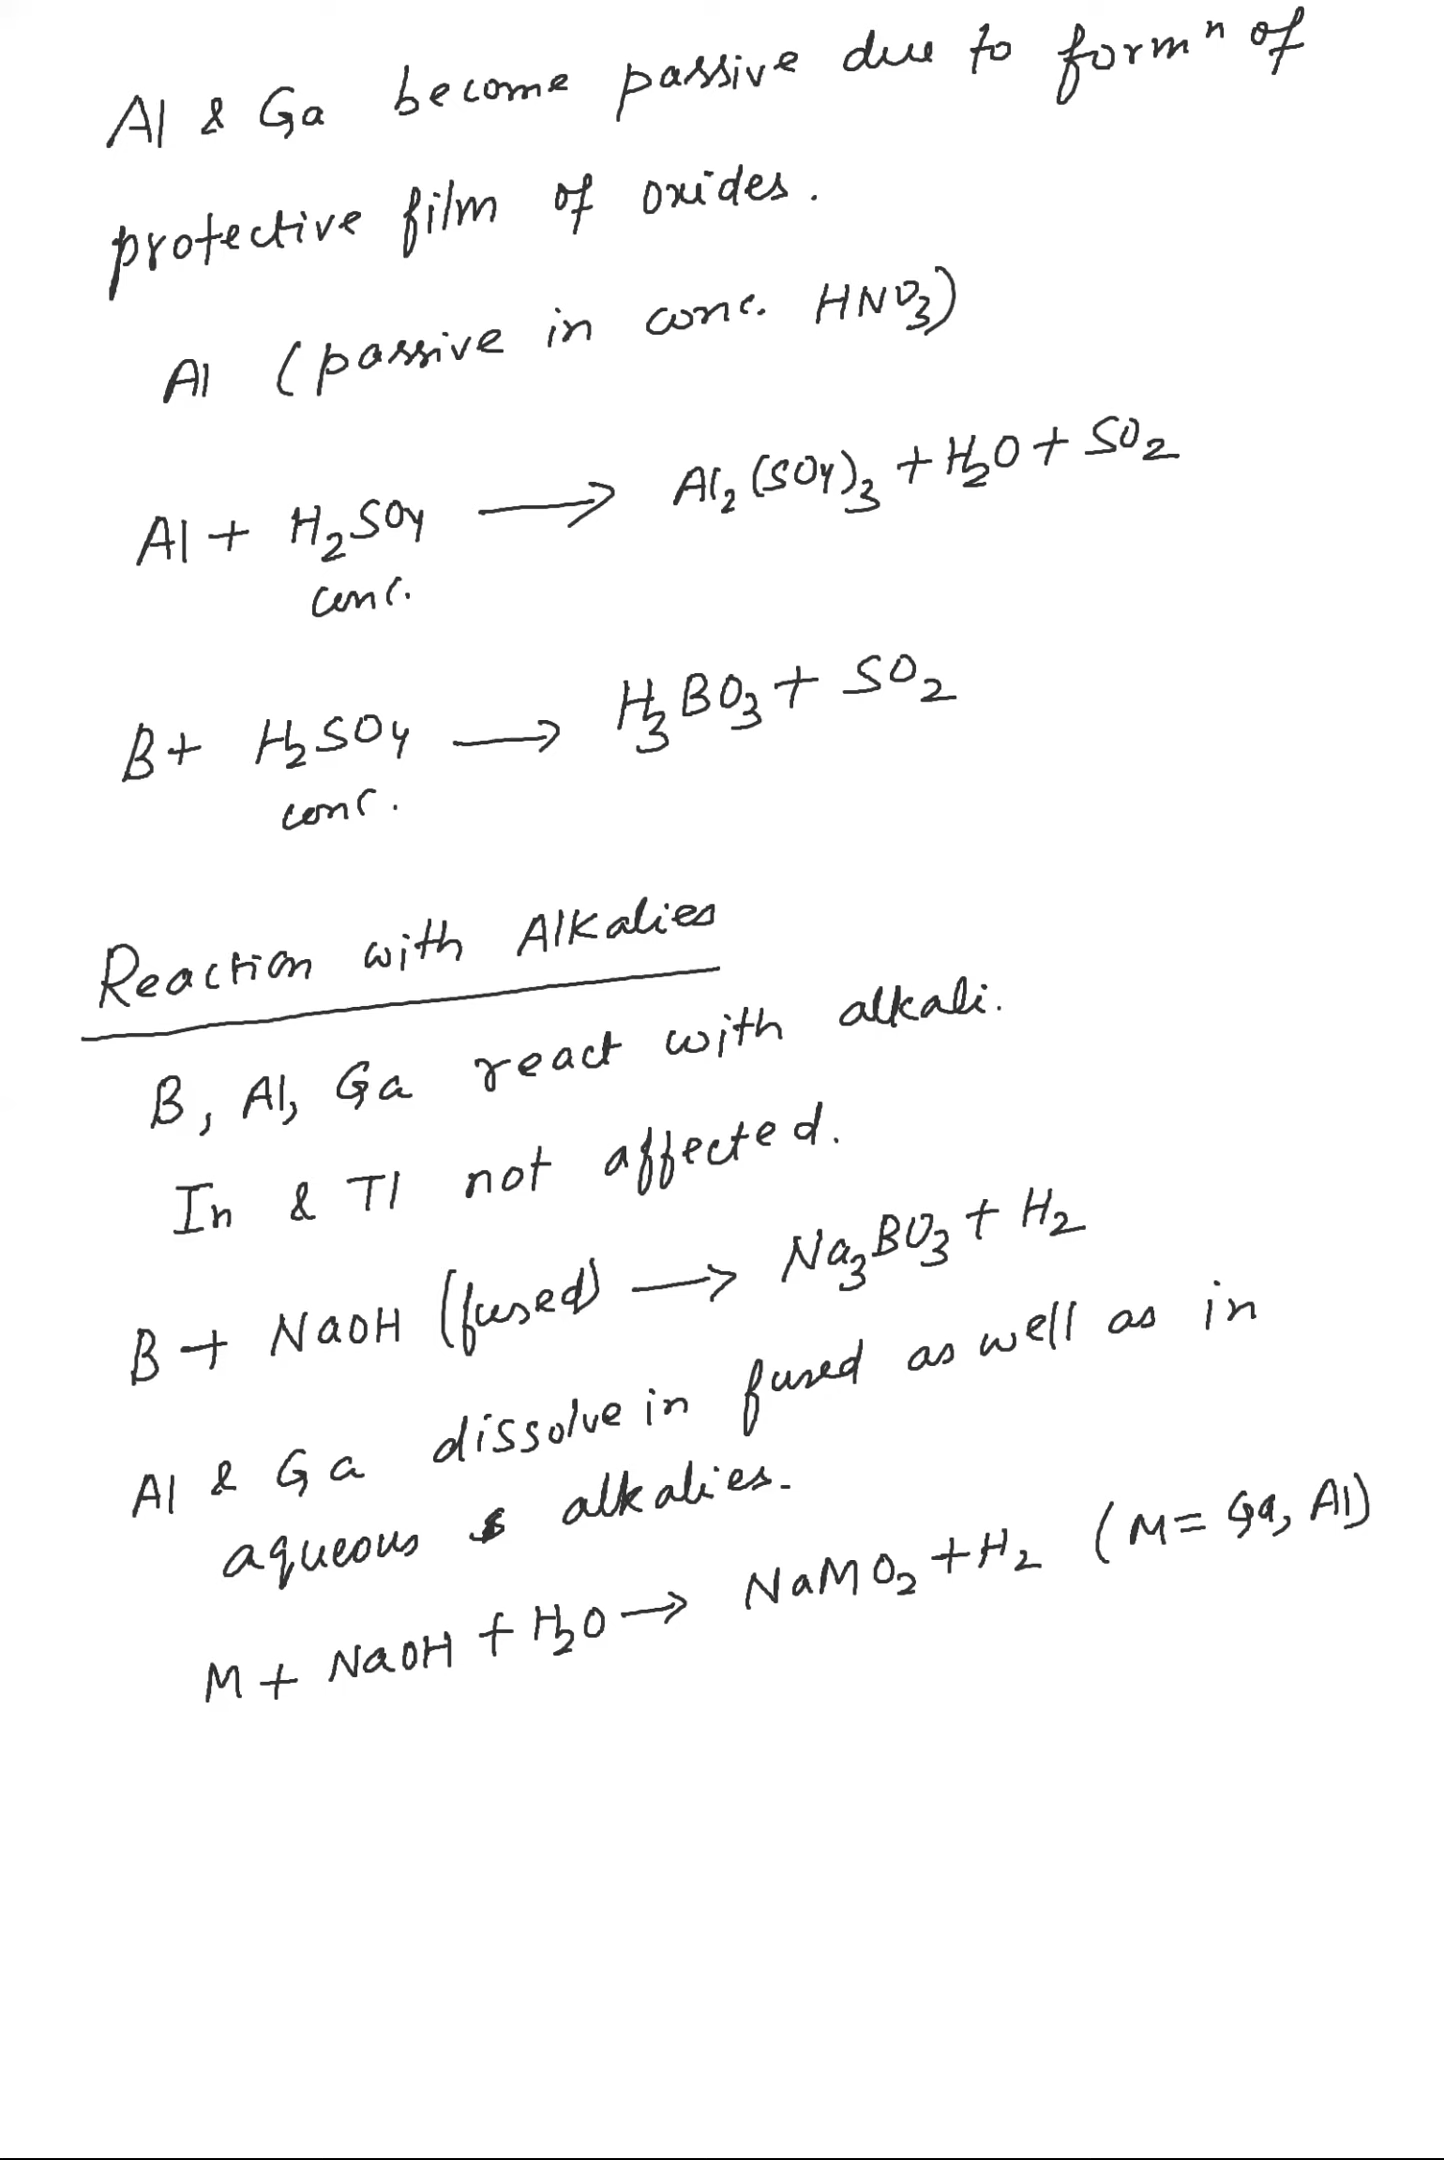 Al & Ga become passive due to formⁿ of
protective film of oxides.
Al (passive in conc. HNO₃)
Al + H₂SO₄ → Al₂(SO₄)₃ + H₂O + SO₂
conc.
B + H₂SO₄ → H₃BO₃ + SO₂
conc.
Reaction with Alkalies
B, Al, Ga react with alkali.
In & Tl not affected.
B + NaOH (fused) → Na₃BO₃ + H₂
Al & Ga dissolve in fused as well as in
aqueous alkalies.
M + NaOH + H₂O → NaMO₂ + H₂ (M = Ga, Al)